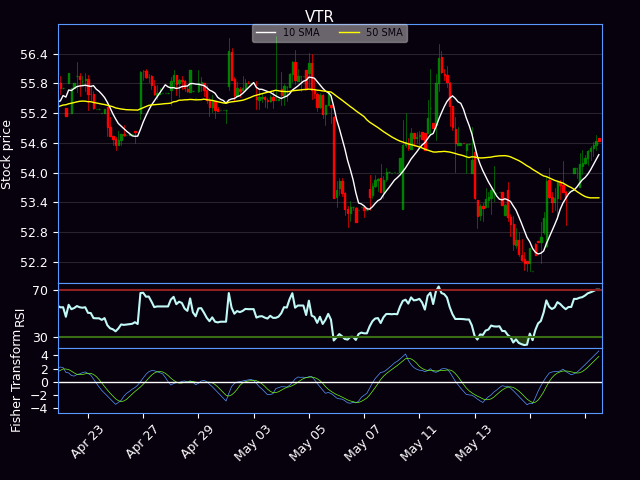 VTR
10 SMA 50 SMA
Stock price
56.4
55.8
55.2
54.6
54.0
53.4
52.8
52.2
RSI
70
30
Fisher Transform
4
2
0
−2
−4
Apr 23 Apr 27 Apr 29 May 03 May 05 May 07 May 11 May 13